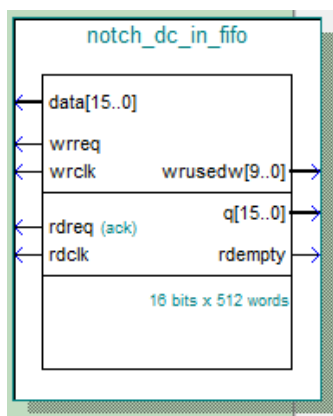 notch_dc_in_fifo
data[15..0]
wrreq
wrclk wrusedw[9..0]
q[15..0]
rdreq (ack)
rdclk rdempty
16 bits x 512 words